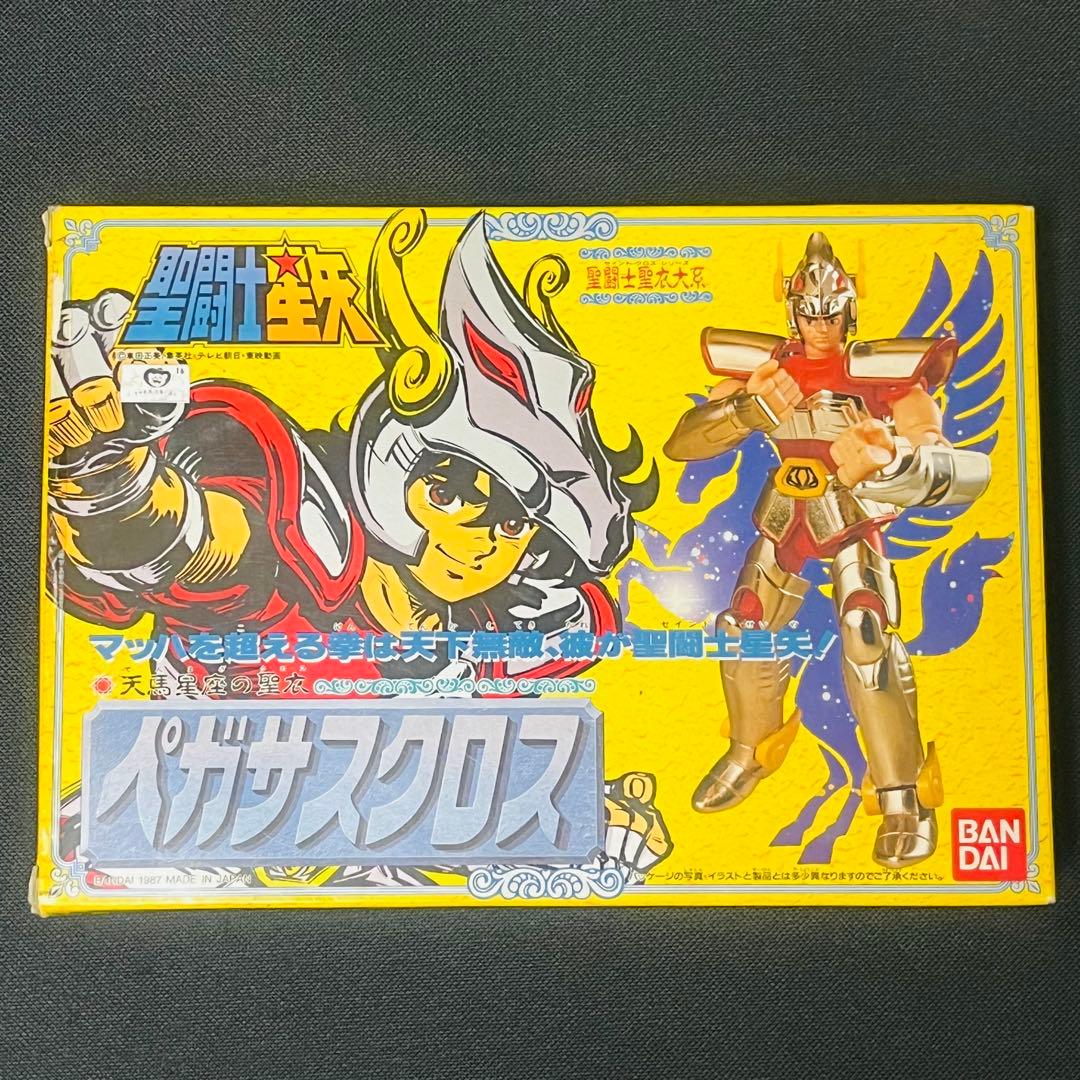 聖闘士星矢
©車田正美・集英社・テレビ朝日・東映動画
16
セイントクロスシリーズ
聖闘士聖衣大系
マッハを超える拳は天下無敵、彼が聖闘士星矢!
天馬星座の聖衣
ペガサスクロス
BANDAI 1987 MADE IN JAPAN
BAN
DAI
パッケージの写真・イラストと製品とは多少異なりますのでご了承ください。